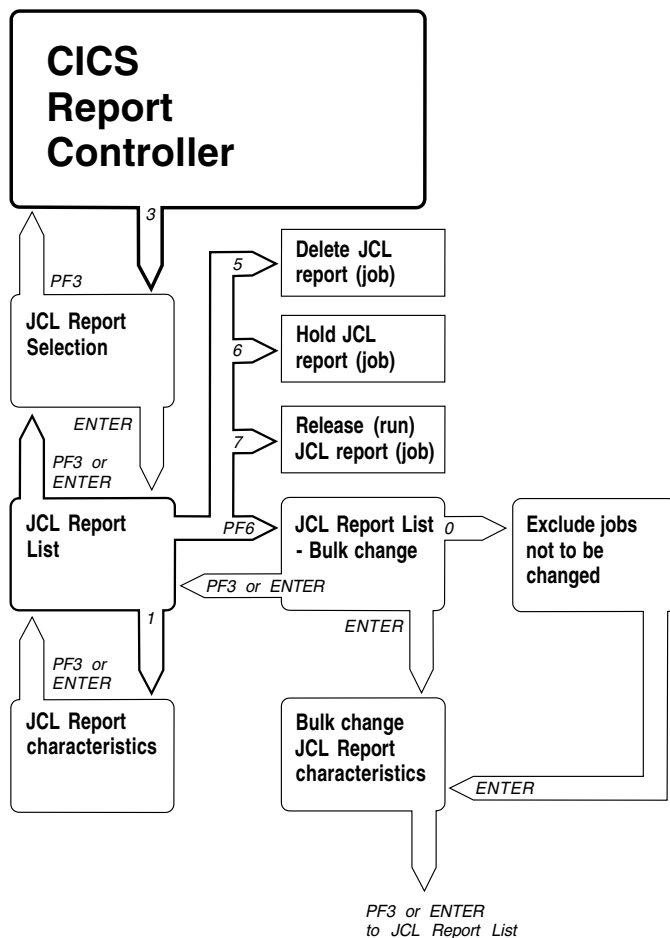 CICS
Report
Controller
3
PF3
JCL Report
Selection
ENTER
PF3 or
ENTER
JCL Report
List
1
PF3 or
ENTER
JCL Report
characteristics
5
Delete JCL
report (job)
6
Hold JCL
report (job)
7
Release (run)
JCL report (job)
PF6
JCL Report List
- Bulk change
0
Exclude jobs
not to be
changed
PF3 or ENTER
ENTER
Bulk change
JCL Report
characteristics
ENTER
PF3 or ENTER
to JCL Report List